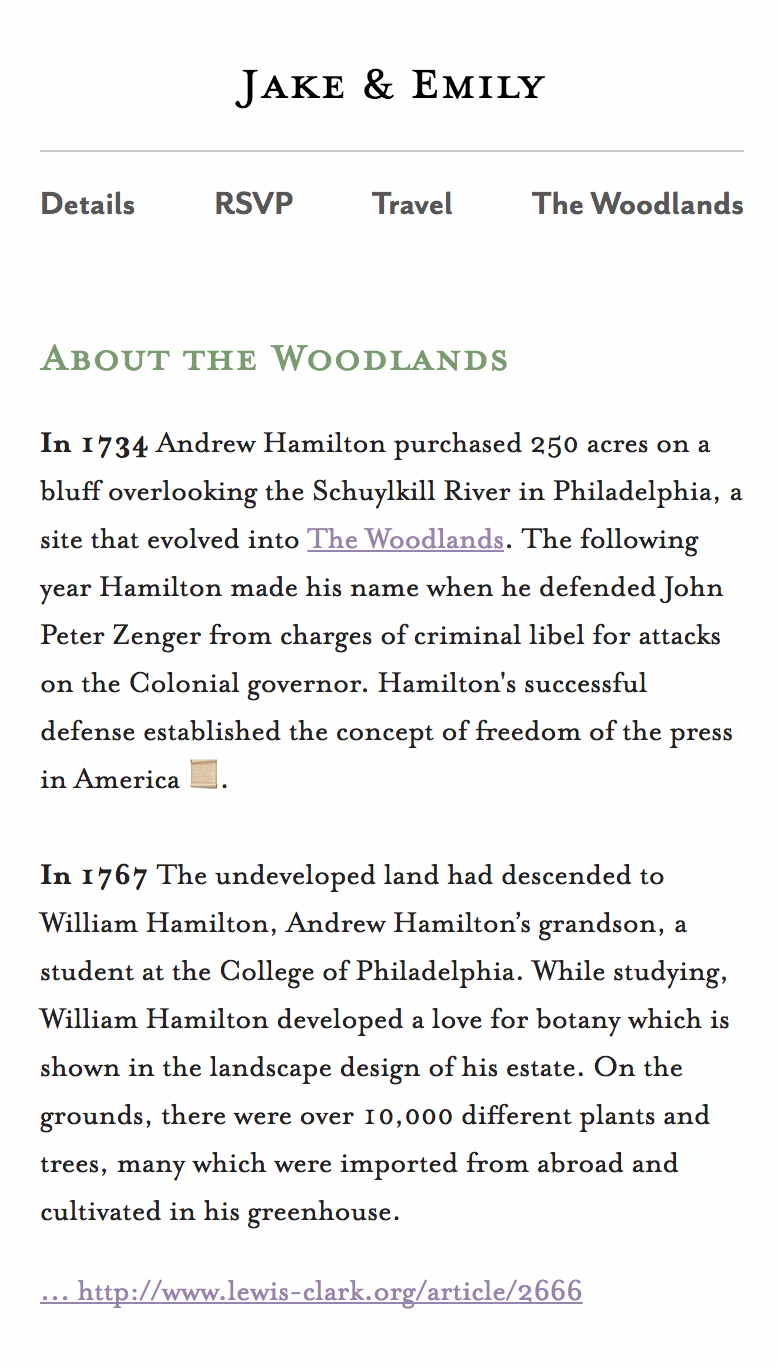 Jake & Emily
Details RSVP Travel The Woodlands
About the Woodlands
In 1734 Andrew Hamilton purchased 250 acres on a
bluff overlooking the Schuylkill River in Philadelphia, a
site that evolved into The Woodlands. The following
year Hamilton made his name when he defended John
Peter Zenger from charges of criminal libel for attacks
on the Colonial governor. Hamilton's successful
defense established the concept of freedom of the press
in America 📜.
In 1767 The undeveloped land had descended to
William Hamilton, Andrew Hamilton’s grandson, a
student at the College of Philadelphia. While studying,
William Hamilton developed a love for botany which is
shown in the landscape design of his estate. On the
grounds, there were over 10,000 different plants and
trees, many which were imported from abroad and
cultivated in his greenhouse.
... http://www.lewis-clark.org/article/2666